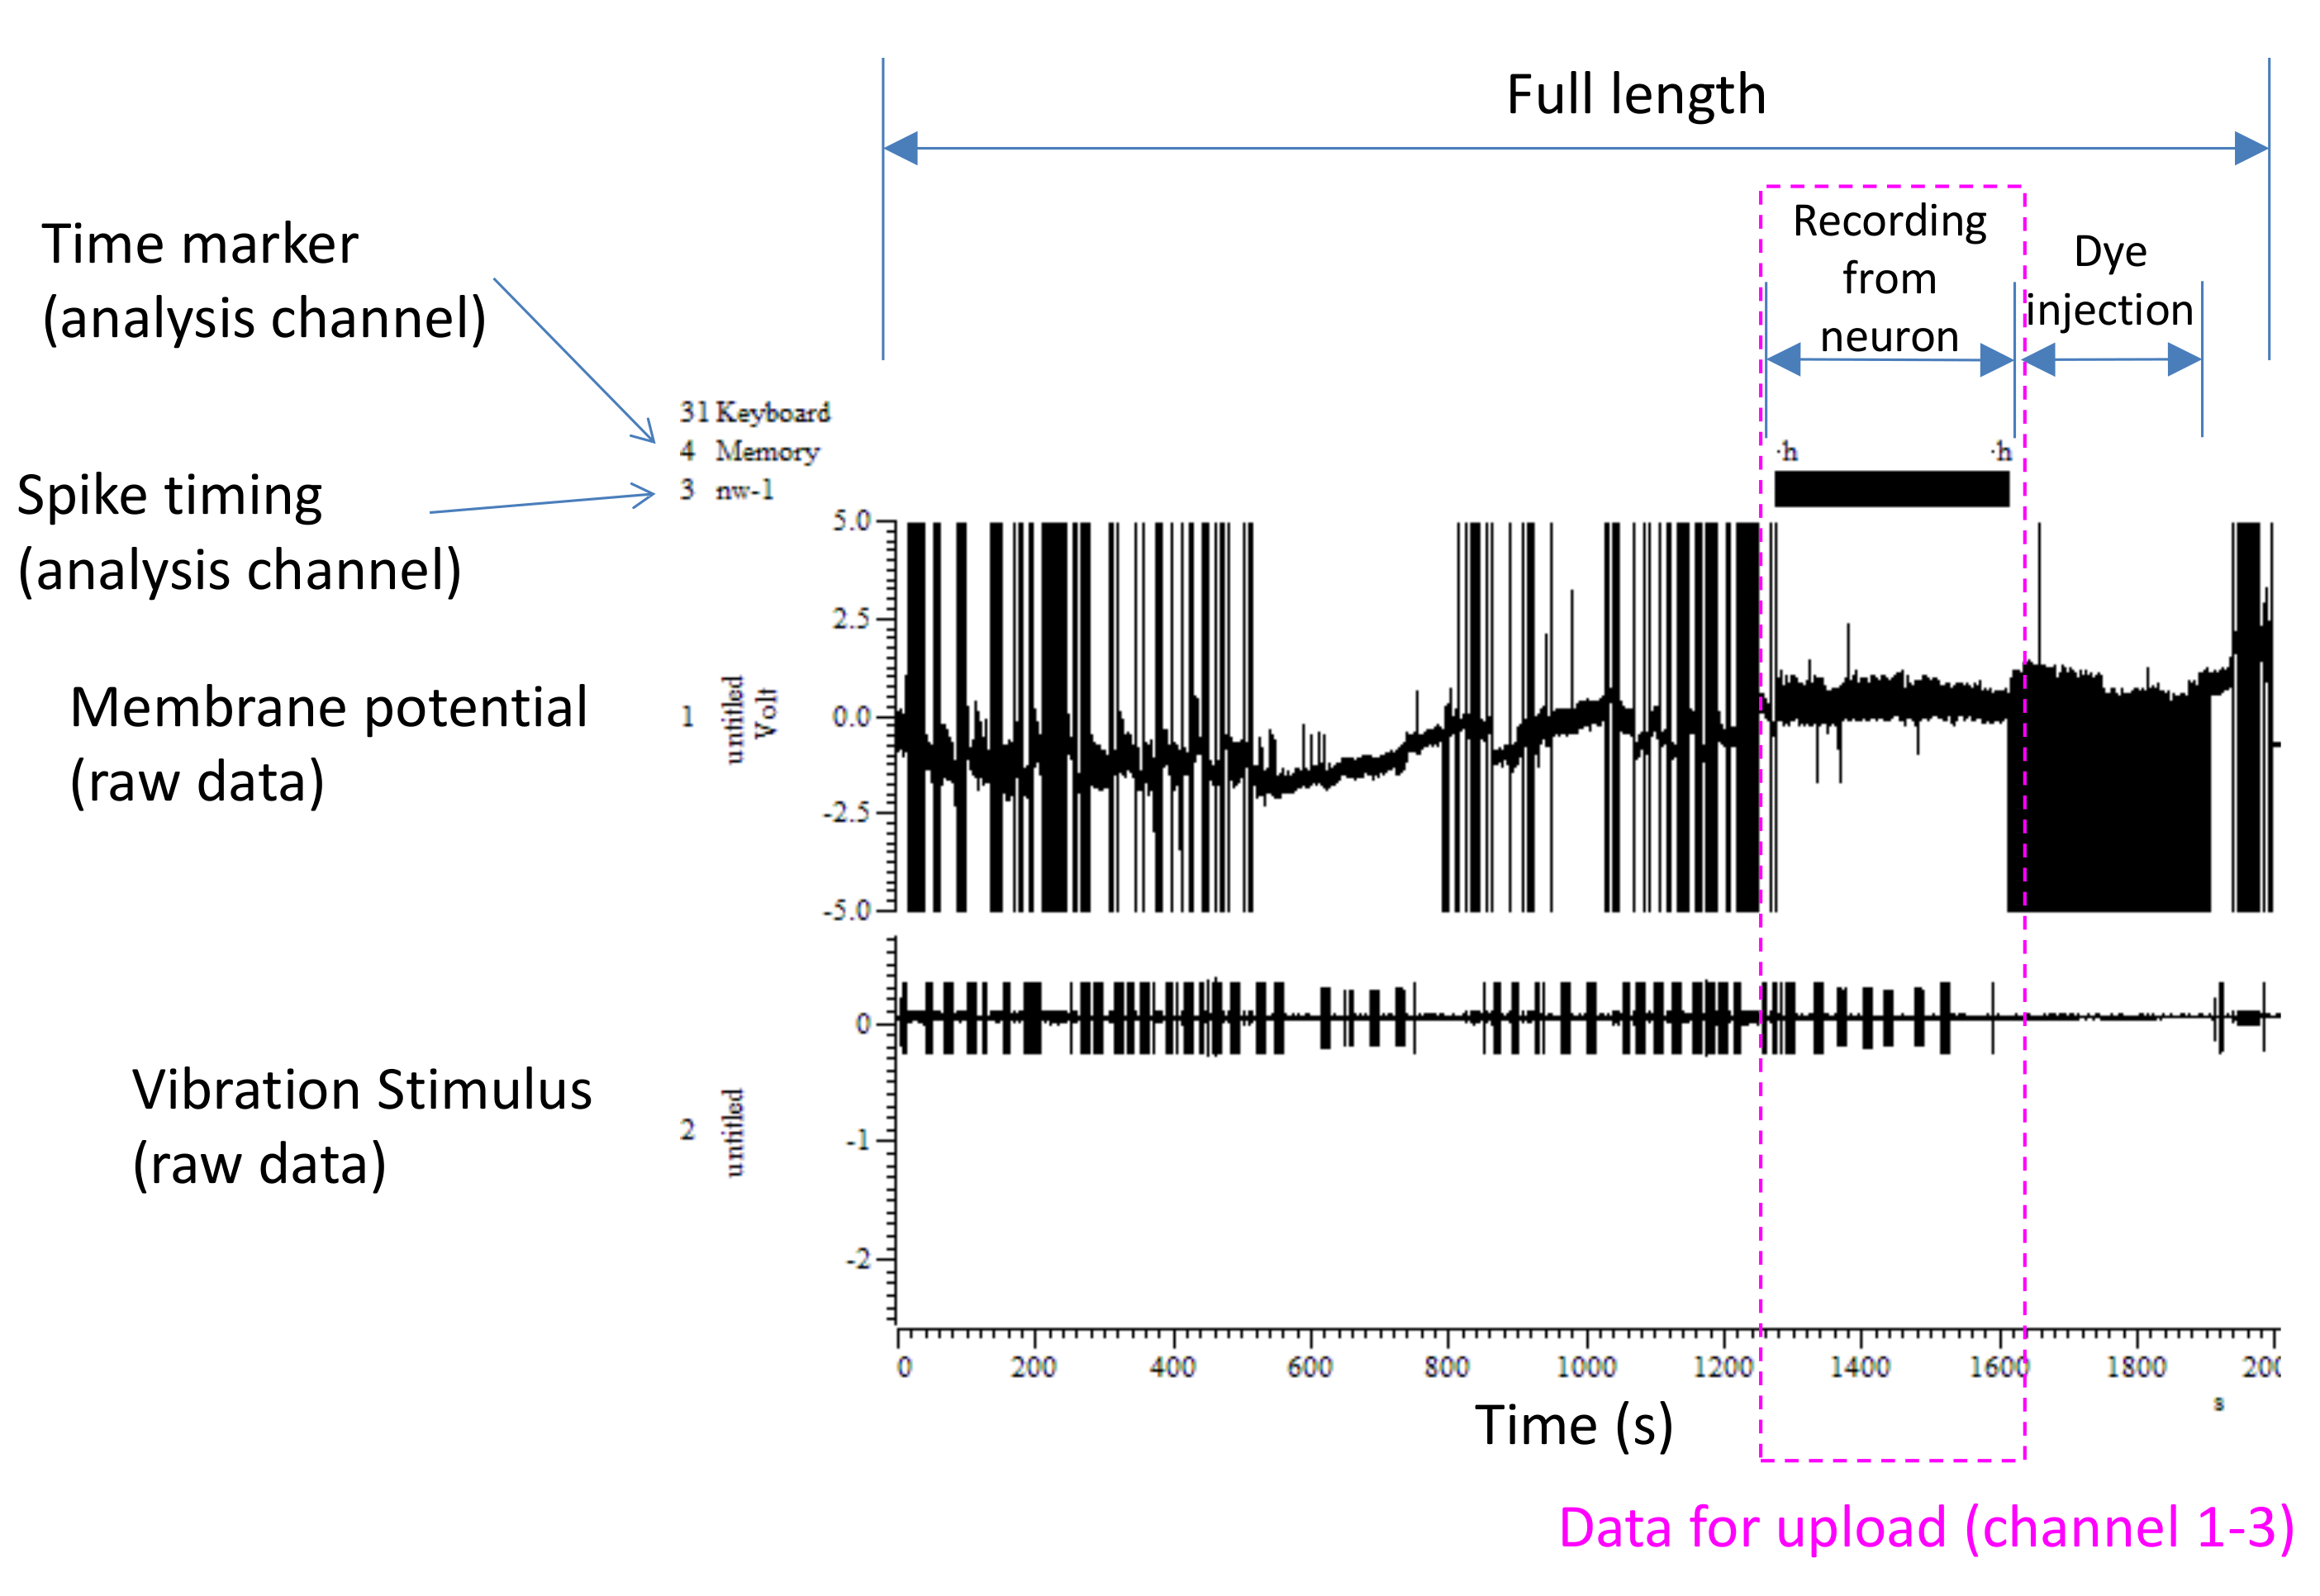 Full length
Recording
from
neuron
Dye
injection
Time marker
(analysis channel)
31 Keyboard
4 Memory
·h
·h
Spike timing
(analysis channel)
3 nw-1
5.0
2.5
0.0
-2.5
-5.0
Membrane potential
(raw data)
1
untitled
Volt
0
-1
-2
Vibration Stimulus
(raw data)
2
untitled
0 200 400 600 800 1000 1200 1400 1600 1800 200
s
Time (s)
Data for upload (channel 1-3)